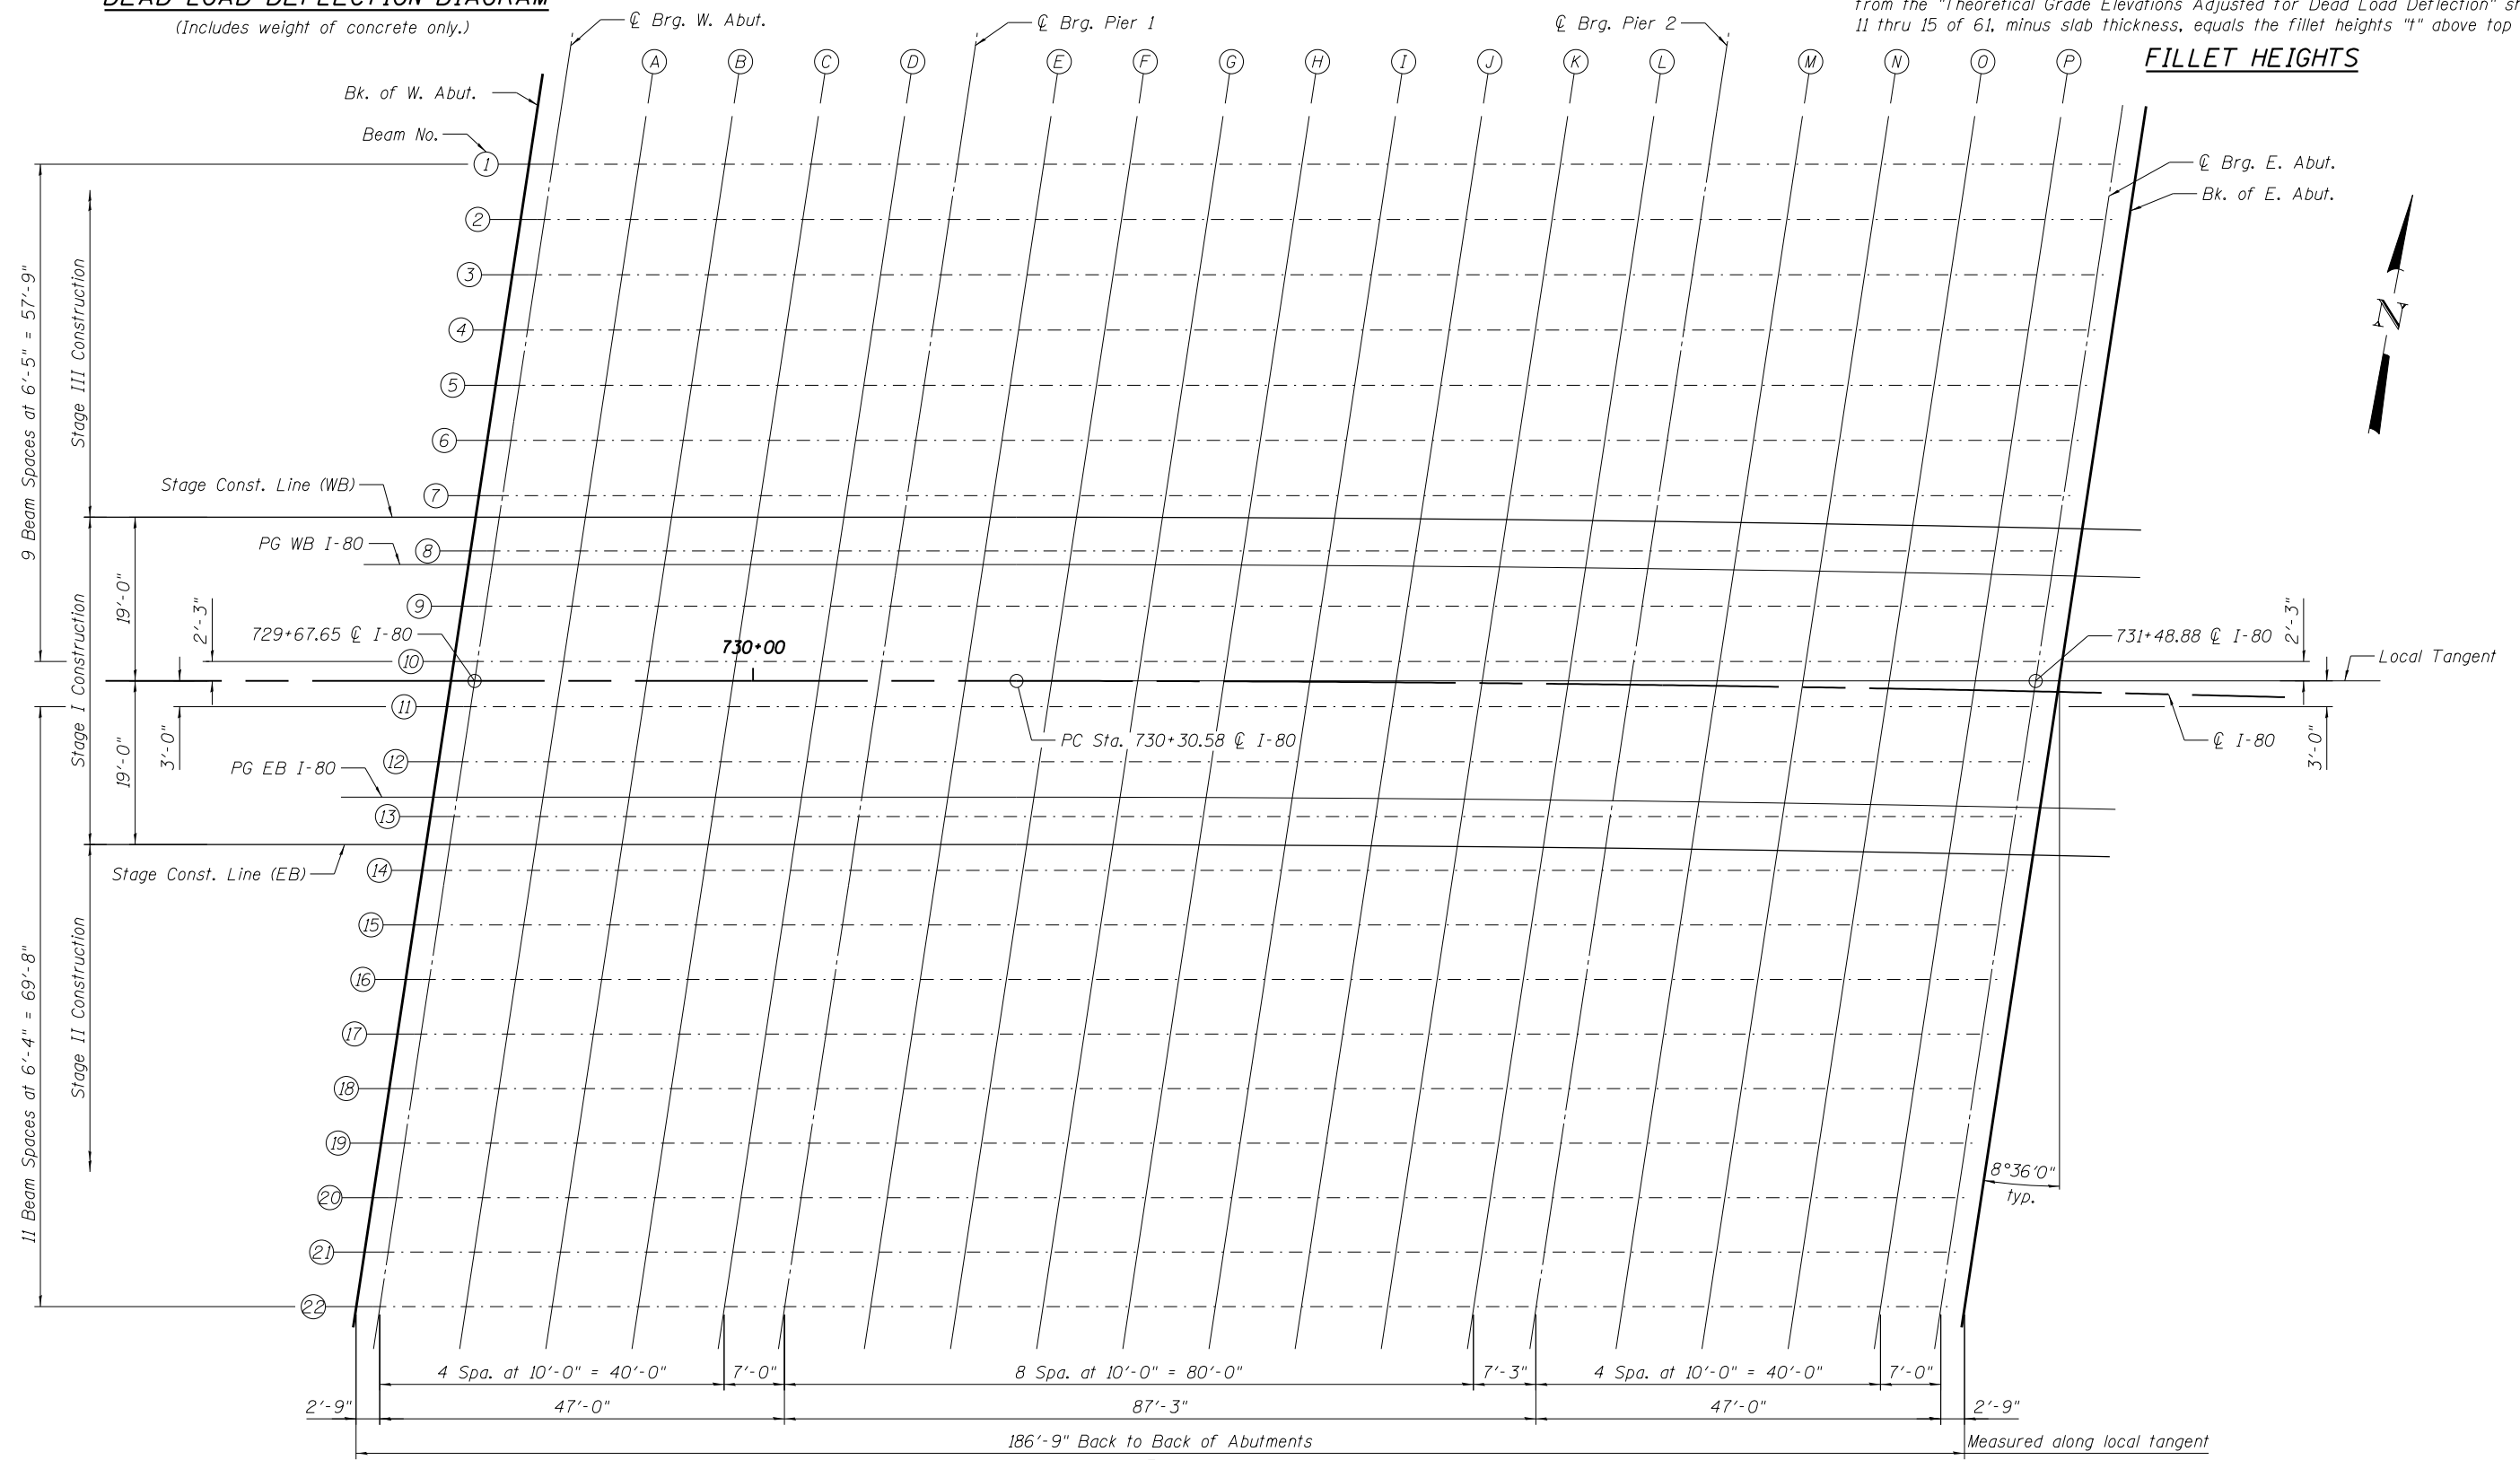 DEAD LOAD DEFLECTION DIAGRAM
(Includes weight of concrete only.)
from the "Theoretical Grade Elevations Adjusted for Dead Load Deflection"
11 thru 15 of 61, minus slab thickness, equals the fillet heights "t" above top
FILLET HEIGHTS
℄ Brg. W. Abut.
℄ Brg. Pier 1
℄ Brg. Pier 2
A B C D E F G H I J K L M N O P
Bk. of W. Abut.
Beam No.
℄ Brg. E. Abut.
Bk. of E. Abut.
N
1
2
3
4
5
6
7
8
9
10
11
12
13
14
15
16
17
18
19
20
21
22
9 Beam Spaces at 6'-5" = 57'-9"
11 Beam Spaces at 6'-4" = 69'-8"
Stage III Construction
Stage I Construction
Stage II Construction
Stage Const. Line (WB)
PG WB I-80
19'-0"
2'-3"
729+67.65 ℄ I-80
730+00
731+48.88 ℄ I-80
2'-3"
Local Tangent
19'-0"
3'-0"
PC Sta. 730+30.58 ℄ I-80
℄ I-80
3'-0"
PG EB I-80
Stage Const. Line (EB)
8°36'0"
typ.
4 Spa. at 10'-0" = 40'-0"
7'-0"
8 Spa. at 10'-0" = 80'-0"
7'-3"
4 Spa. at 10'-0" = 40'-0"
7'-0"
2'-9"
47'-0"
87'-3"
47'-0"
2'-9"
186'-9" Back to Back of Abutments
Measured along local tangent